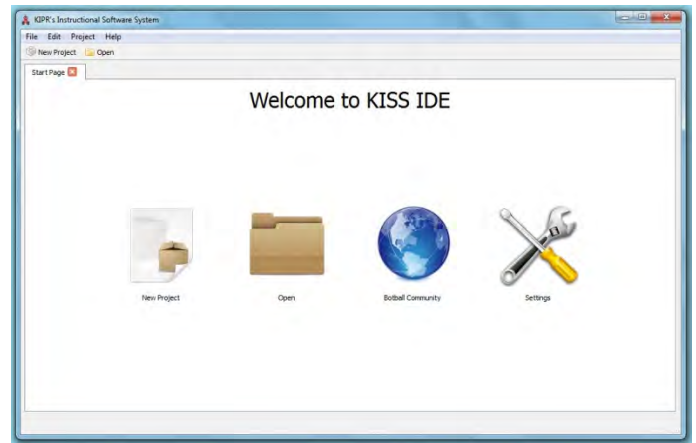 KIPR's Instructional Software System
File Edit Project Help
New Project Open
Start Page
Welcome to KISS IDE
New Project Open Botball Community Settings